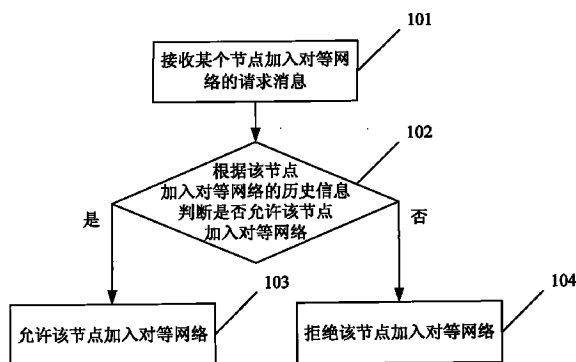 101
接收某个节点加入对等网
络的请求消息
102
根据该节点
加入对等网络的历史信息
判断是否允许该节点
加入对等网络
是
否
103
104
允许该节点加入对等网络
拒绝该节点加入对等网络